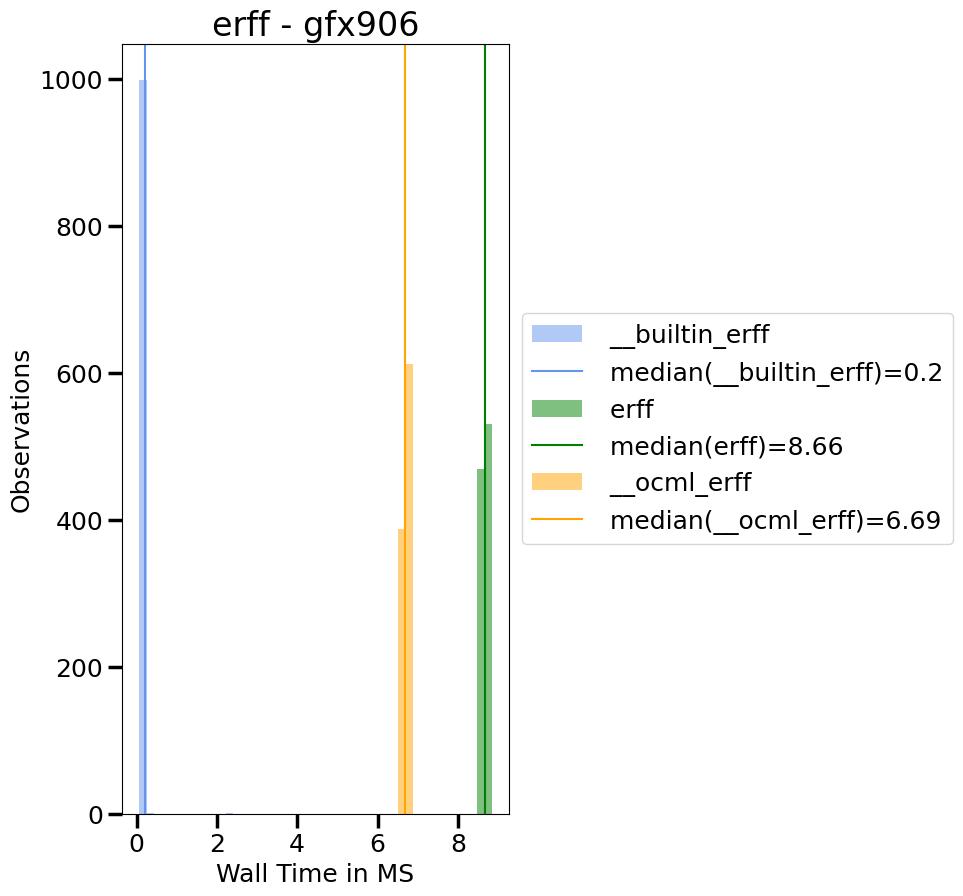 erff - gfx906
1000
800
600
400
200
0
Observations
0 2 4 6 8
Wall Time in MS
__builtin_erff
median(__builtin_erff)=0.2
erff
median(erff)=8.66
__ocml_erff
median(__ocml_erff)=6.69